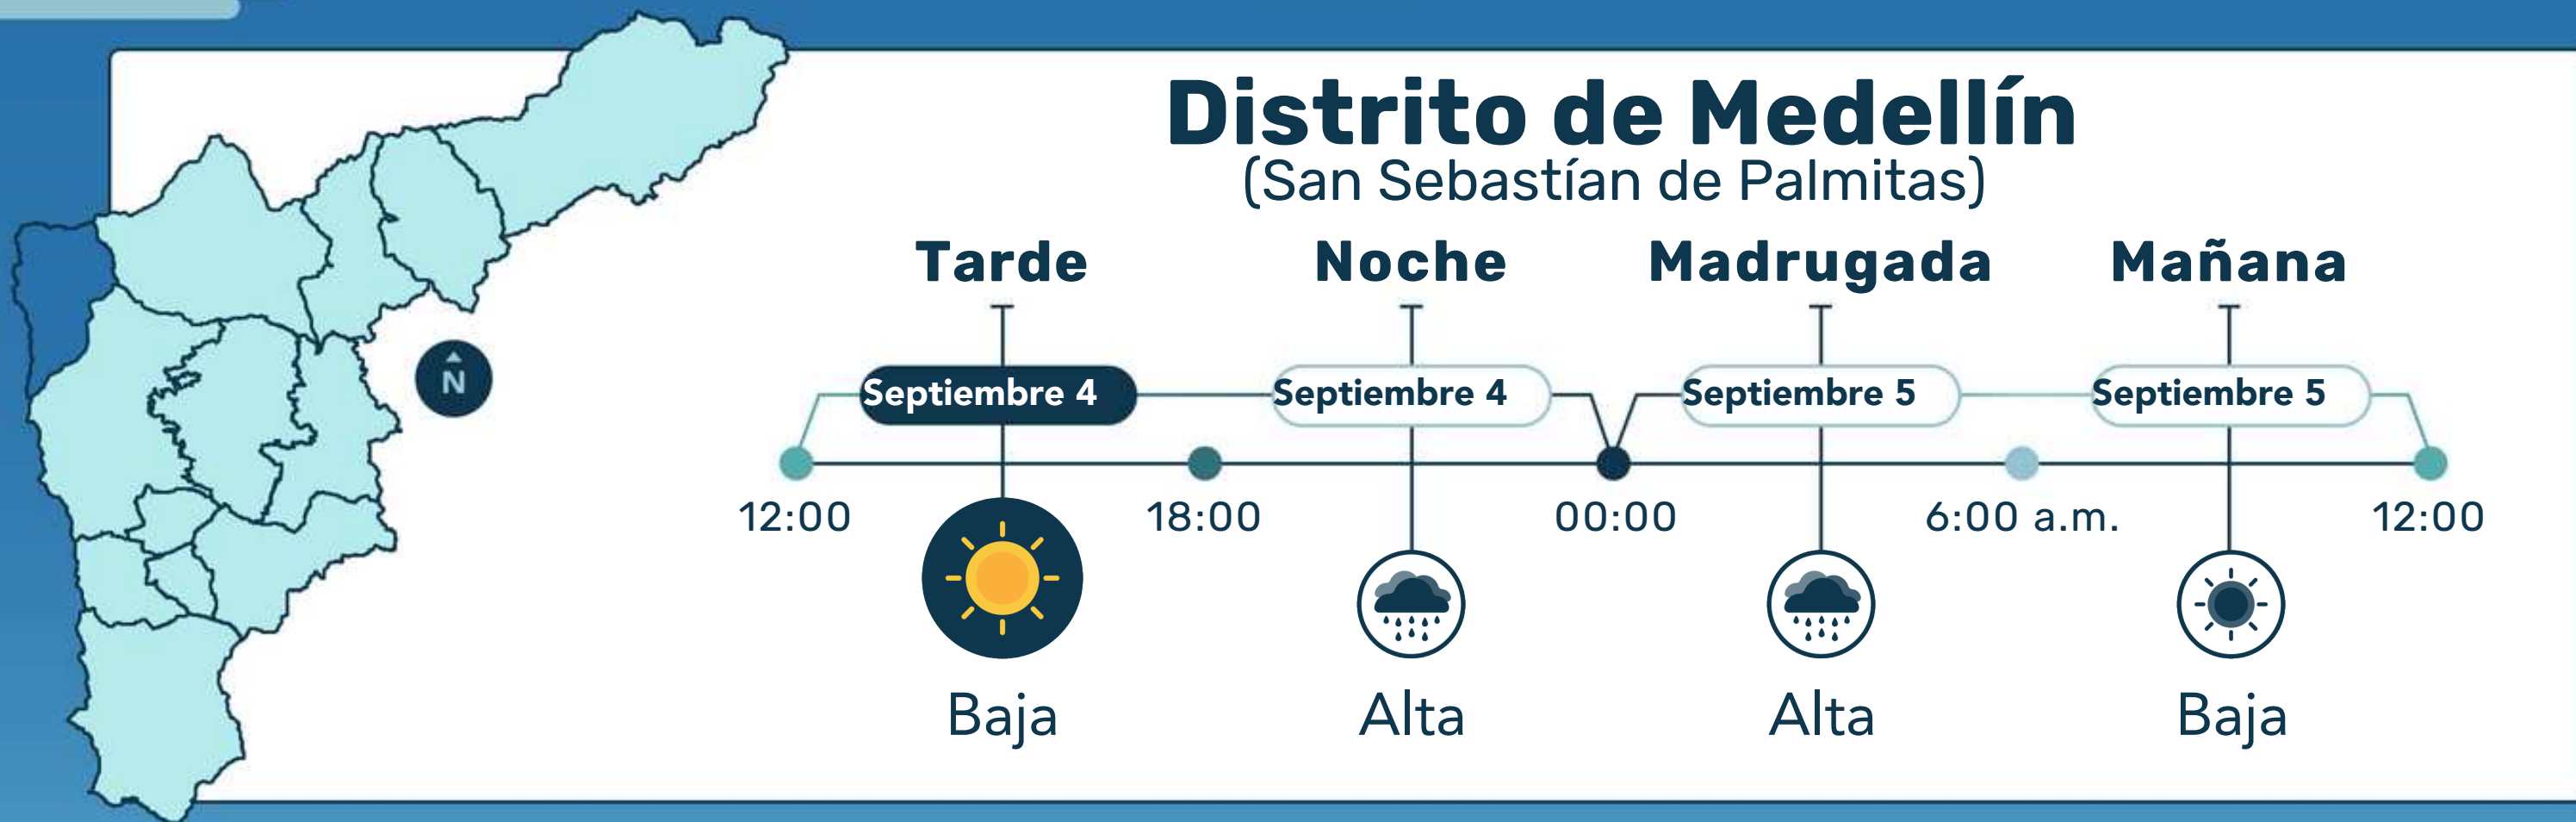 Distrito de Medellín
(San Sebastían de Palmitas)
Tarde Noche Madrugada Mañana
Septiembre 4 Septiembre 4 Septiembre 5 Septiembre 5
N
12:00 18:00 00:00 6:00 a.m. 12:00
Baja Alta Alta Baja